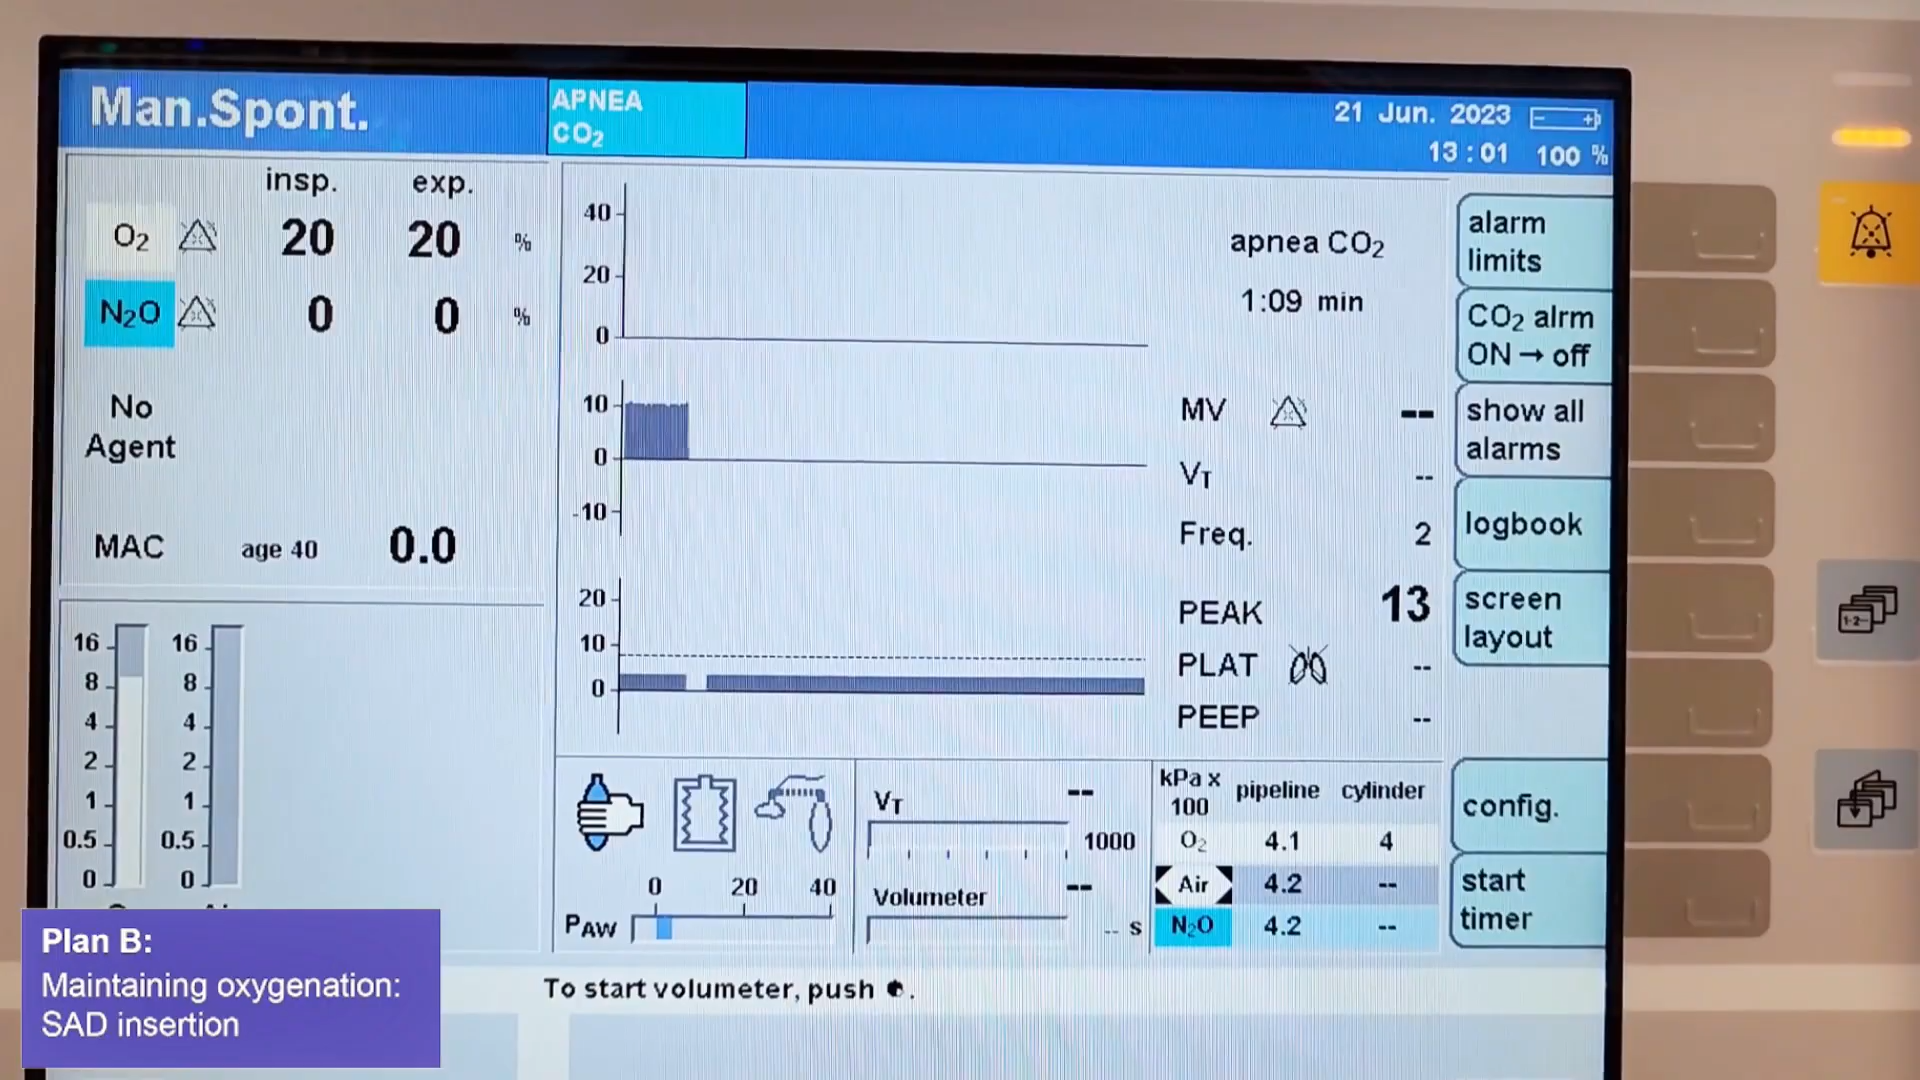 Man.Spont.
APNEA
CO₂
21 Jun. 2023
13:01 100 %
insp. exp.
O₂ 20 20 %
N₂O 0 0 %
No
Agent
MAC age 40 0.0
16
8
4
2
1
0.5
0
16
8
4
2
1
0.5
0
40
20
0
10
0
-10
20
10
0
apnea CO₂
1:09 min
MV --
VT --
Freq. 2
PEAK 13
PLAT --
PEEP --
0 20 40
PAW
VT --
1000
Volumeter --
-- s
kPa x
100 pipeline cylinder
O₂ 4.1 4
Air 4.2 --
N₂O 4.2 --
alarm
limits
CO₂ alrm
ON → off
show all
alarms
logbook
screen
layout
config.
start
timer
To start volumeter, push .
Plan B:
Maintaining oxygenation:
SAD insertion